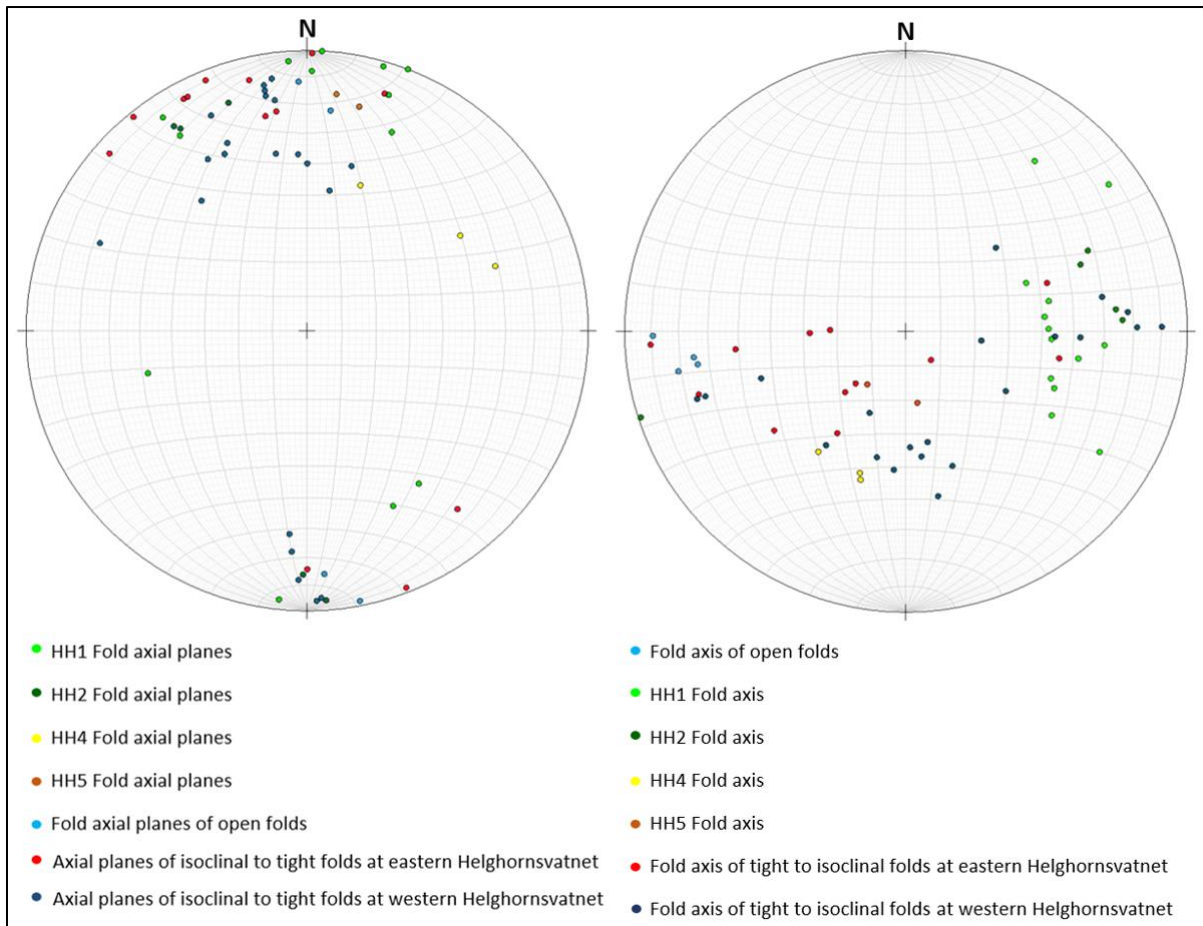 N
N
HH1 Fold axial planes
HH2 Fold axial planes
HH4 Fold axial planes
HH5 Fold axial planes
Fold axial planes of open folds
Axial planes of isoclinal to tight folds at eastern Helghornsvatnet
Axial planes of isoclinal to tight folds at western Helghornsvatnet
Fold axis of open folds
HH1 Fold axis
HH2 Fold axis
HH4 Fold axis
HH5 Fold axis
Fold axis of tight to isoclinal folds at eastern Helghornsvatnet
Fold axis of tight to isoclinal folds at western Helghornsvatnet